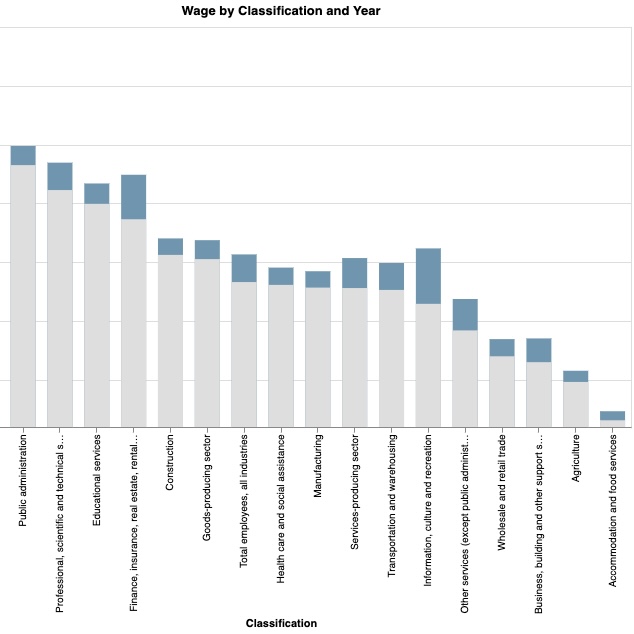 Wage by Classification and Year
Public administration
Professional, scientific and technical s...
Educational services
Finance, insurance, real estate, rental...
Construction
Goods-producing sector
Total employees, all industries
Health care and social assistance
Manufacturing
Services-producing sector
Transportation and warehousing
Information, culture and recreation
Other services (except public administ...
Wholesale and retail trade
Business, building and other support s...
Agriculture
Accommodation and food services
Classification